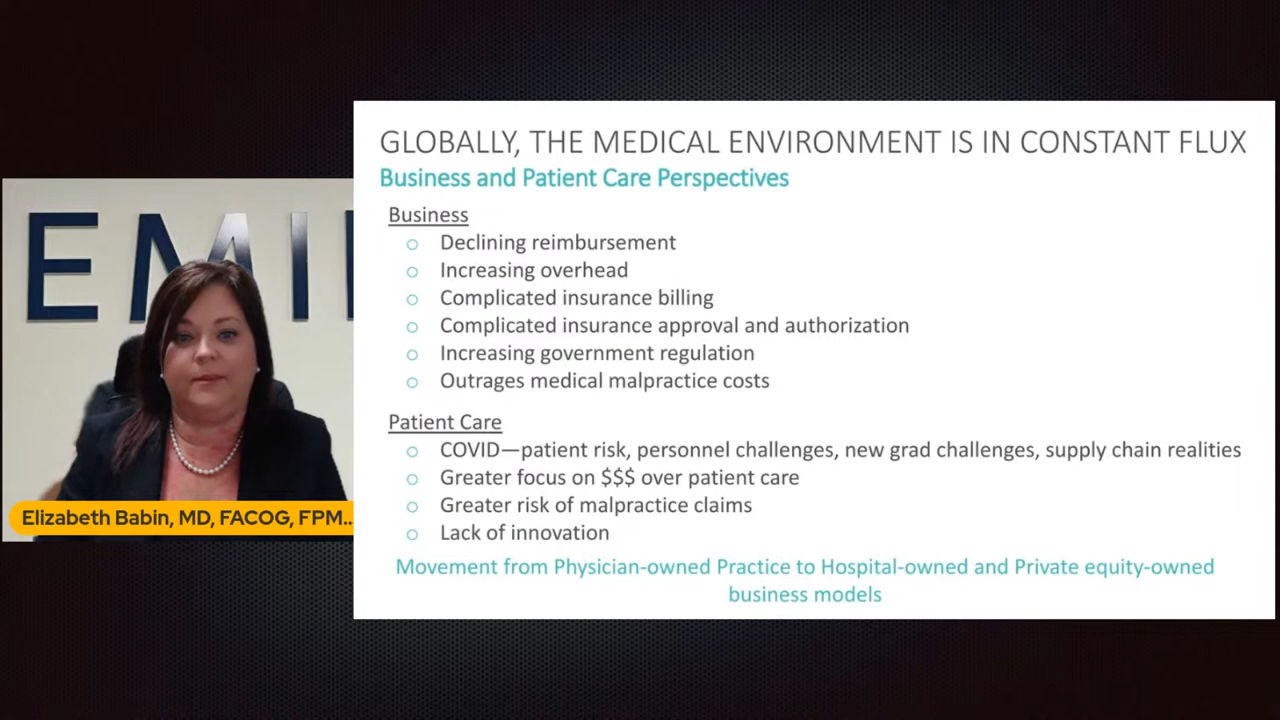 GLOBALLY, THE MEDICAL ENVIRONMENT IS IN CONSTANT FLUX
Business and Patient Care Perspectives
Business
Declining reimbursement
Increasing overhead
Complicated insurance billing
Complicated insurance approval and authorization
Increasing government regulation
Outrages medical malpractice costs
Patient Care
COVID—patient risk, personnel challenges, new grad challenges, supply chain realities
Greater focus on $$$ over patient care
Greater risk of malpractice claims
Lack of innovation
Movement from Physician-owned Practice to Hospital-owned and Private equity-owned
business models
Elizabeth Babin, MD, FACOG, FPM..